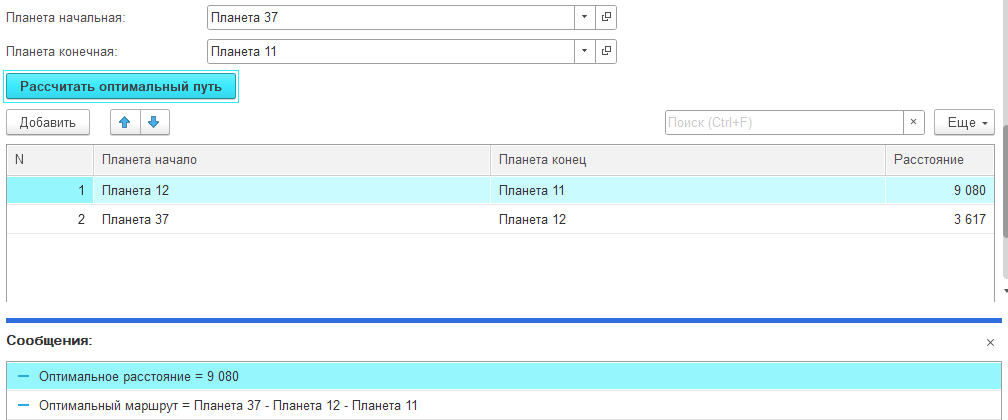 Планета начальная: Планета 37
Планета конечная: Планета 11
Рассчитать оптимальный путь
Добавить Поиск (Ctrl+F) × Еще
N Планета начало Планета конец Расстояние
1 Планета 12 Планета 11 9 080
2 Планета 37 Планета 12 3 617
Сообщения: ×
Оптимальное расстояние = 9 080
Оптимальный маршрут = Планета 37 - Планета 12 - Планета 11